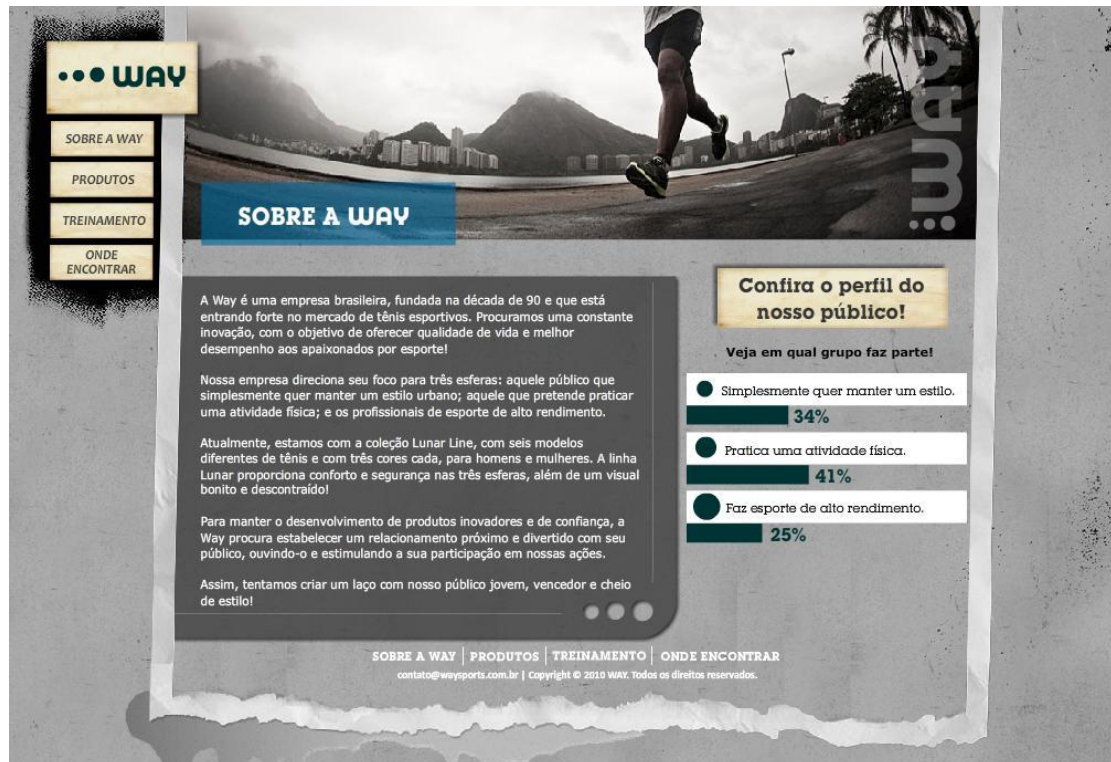 WAY
SOBRE A WAY
PRODUTOS
TREINAMENTO
ONDE
ENCONTRAR
WAY
SOBRE A WAY
A Way é uma empresa brasileira, fundada na década de 90 e que está
entrando forte no mercado de tênis esportivos. Procuramos uma constante
inovação, com o objetivo de oferecer qualidade de vida e melhor
desempenho aos apaixonados por esporte!
Nossa empresa direciona seu foco para três esferas: aquele público que
simplesmente quer manter um estilo urbano; aquele que pretende praticar
uma atividade física; e os profissionais de esporte de alto rendimento.
Atualmente, estamos com a coleção Lunar Line, com seis modelos
diferentes de tênis e com três cores cada, para homens e mulheres. A linha
Lunar proporciona conforto e segurança nas três esferas, além de um visual
bonito e descontraído!
Para manter o desenvolvimento de produtos inovadores e de confiança, a
Way procura estabelecer um relacionamento próximo e divertido com seu
público, ouvindo-o e estimulando a sua participação em nossas ações.
Assim, tentamos criar um laço com nosso público jovem, vencedor e cheio
de estilo!
Confira o perfil do
nosso público!
Veja em qual grupo faz parte!
Simplesmente quer manter um estilo.
34%
Pratica uma atividade física.
41%
Faz esporte de alto rendimento.
25%
SOBRE A WAY | PRODUTOS | TREINAMENTO | ONDE ENCONTRAR
contato@waysports.com.br | Copyright © 2010 WAY. Todos os direitos reservados.